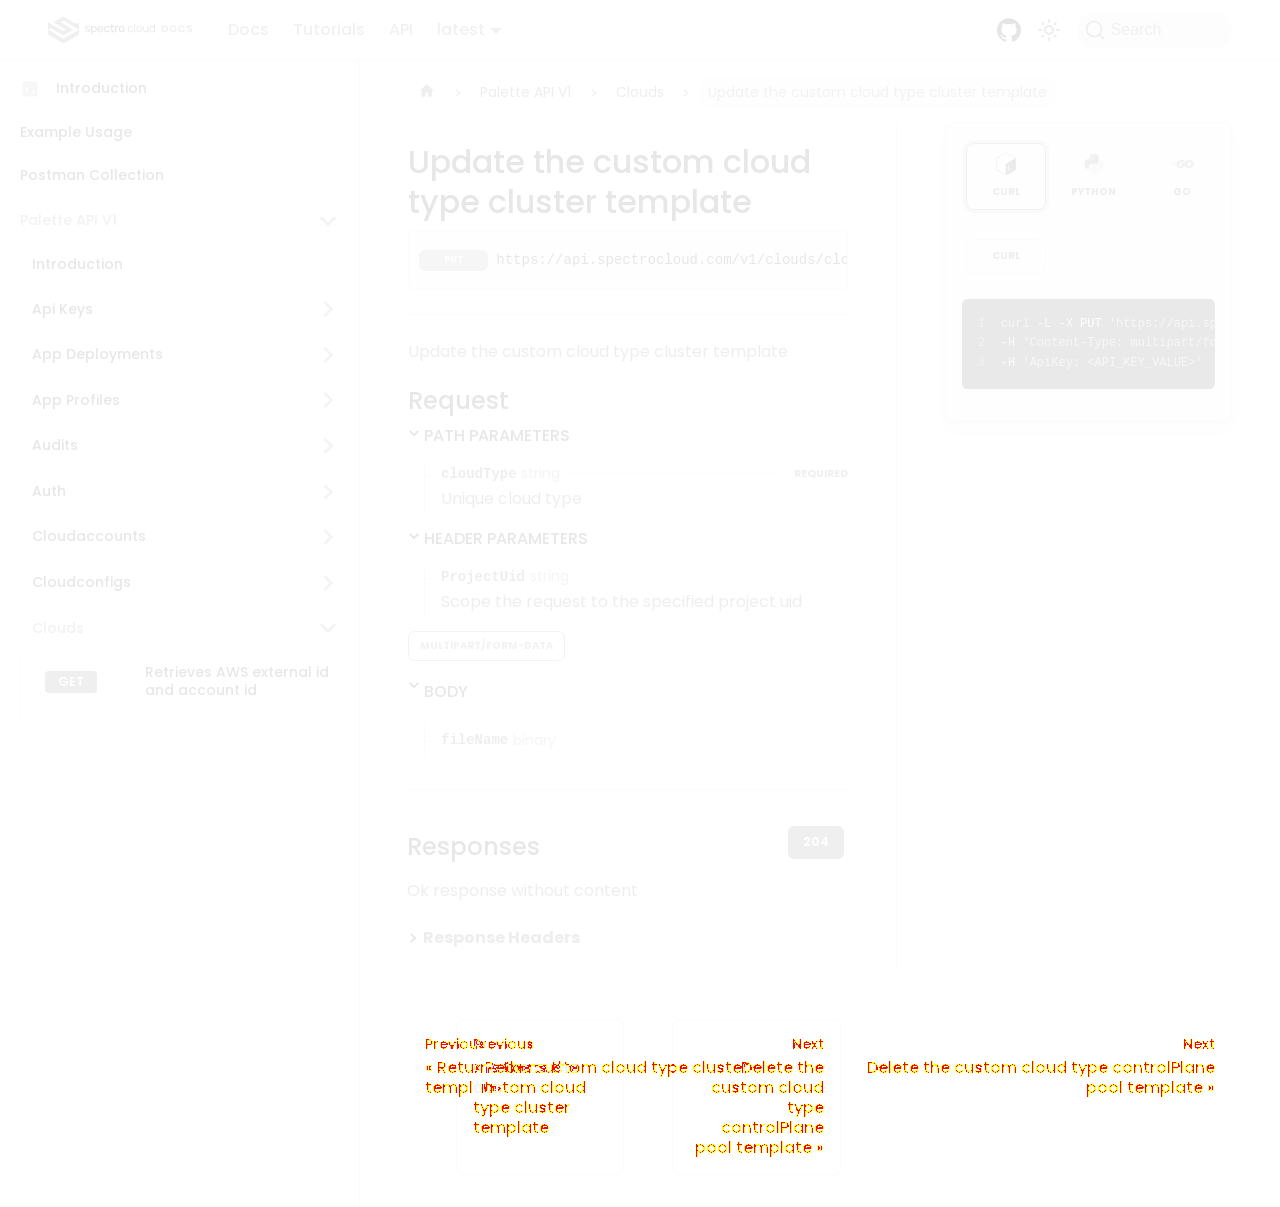 spectro cloud DOCS
Docs
Tutorials
API
latest
Search
Introduction
Example Usage
Postman Collection
Palette API V1
Introduction
Api Keys
App Deployments
App Profiles
Audits
Auth
Cloudaccounts
Cloudconfigs
Clouds
GET
Retrieves AWS external id
and account id
Palette API V1
Clouds
Update the custom cloud type cluster template
Update the custom cloud
type cluster template
PUT https://api.spectrocloud.com/v1/clouds/clo
Update the custom cloud type cluster template
Request
PATH PARAMETERS
cloudType string REQUIRED
Unique cloud type
HEADER PARAMETERS
ProjectUid string
Scope the request to the specified project uid
MULTIPART/FORM-DATA
BODY
fileName binary
Responses
204
Ok response without content
Response Headers
CURL
PYTHON
GO
CURL
1 curl -L -X PUT 'https://api.sp
2 -H 'Content-Type: multipart/fo
3 -H 'ApiKey: <API_KEY_VALUE>'
Previous
Previous
custom cloud type cluster
custom cloud
type cluster
template
Next
Delete the
custom cloud
type
controlPlane
pool template »
Next
Delete the custom cloud type controlPlane
pool template »